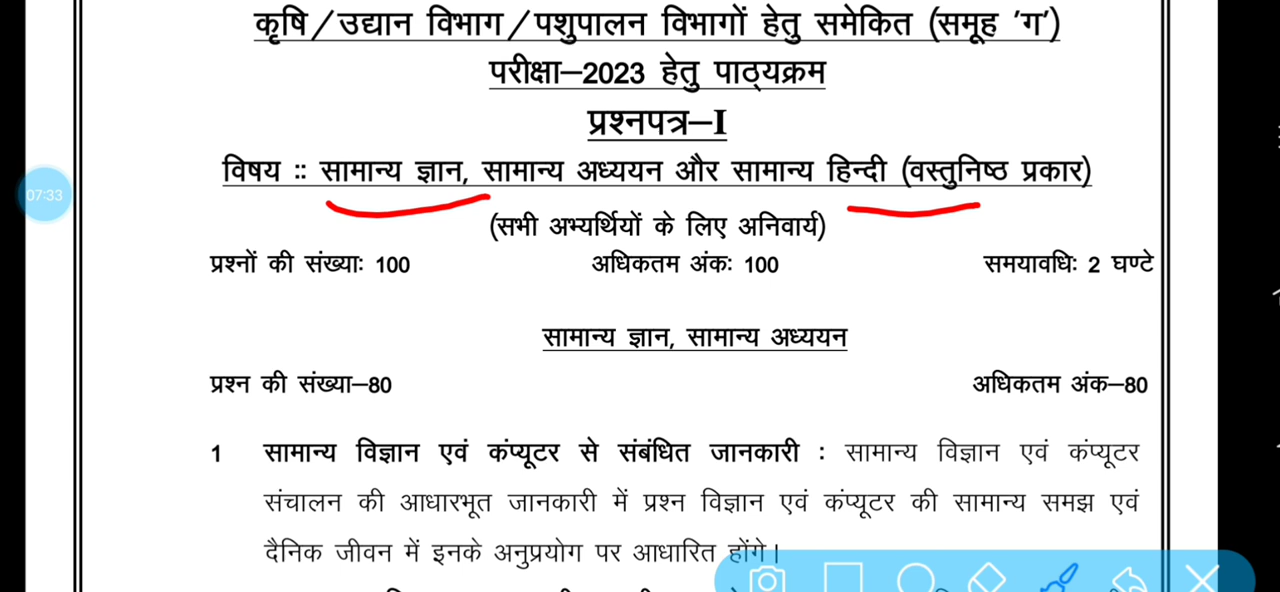 कृषि/उद्यान विभाग/पशुपालन विभागों हेतु समेकित (समूह 'ग')
परीक्षा–2023 हेतु पाठ्यक्रम
प्रश्नपत्र–I
विषय :: सामान्य ज्ञान, सामान्य अध्ययन और सामान्य हिन्दी (वस्तुनिष्ठ प्रकार)
07:33
(सभी अभ्यर्थियों के लिए अनिवार्य)
प्रश्नों की संख्याः 100 अधिकतम अंकः 100 समयावधिः 2 घण्टे
सामान्य ज्ञान, सामान्य अध्ययन
प्रश्न की संख्या–80 अधिकतम अंक–80
1 सामान्य विज्ञान एवं कंप्यूटर से संबंधित जानकारी : सामान्य विज्ञान एवं कंप्यूटर
संचालन की आधारभूत जानकारी में प्रश्न विज्ञान एवं कंप्यूटर की सामान्य समझ एवं
दैनिक जीवन में इनके अनुप्रयोग पर आधारित होंगे।